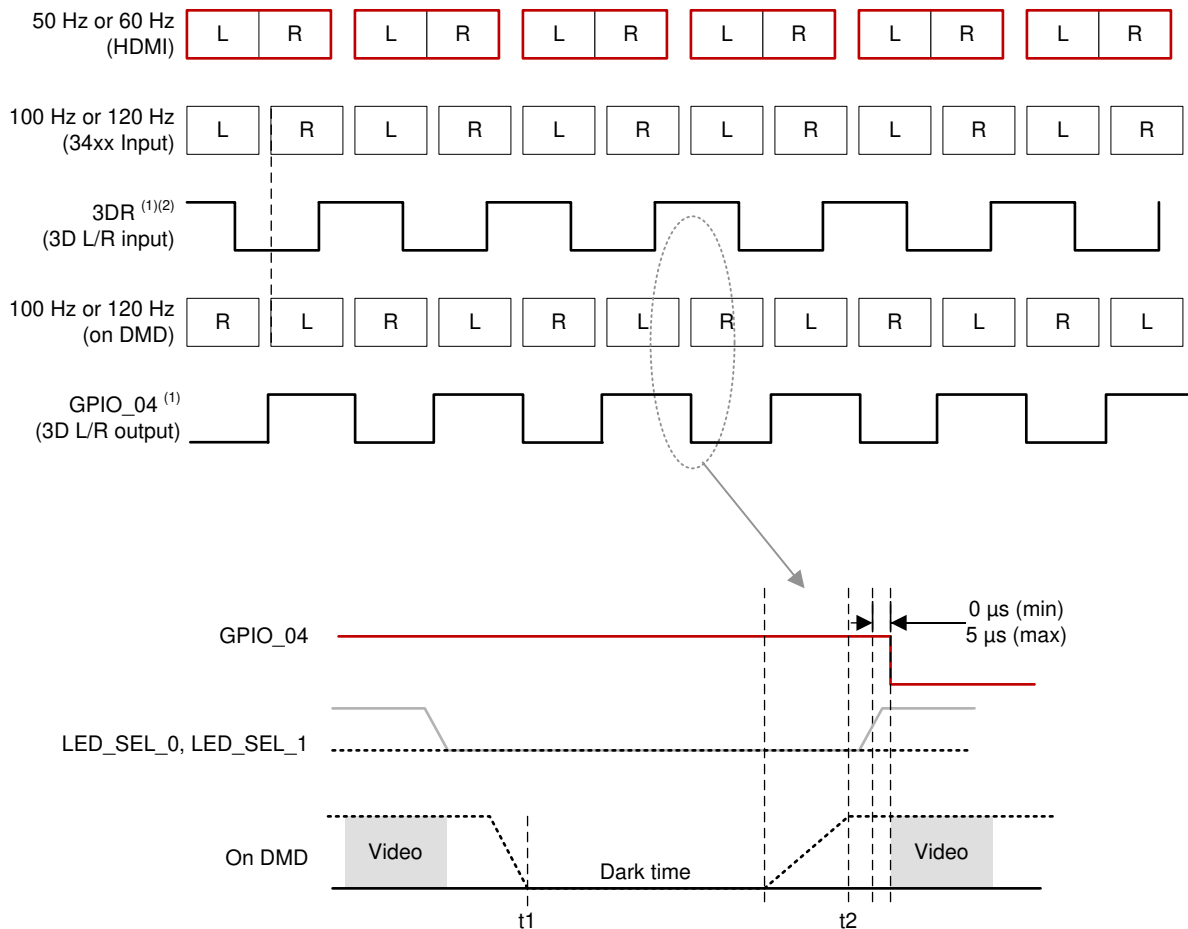 50 Hz or 60 Hz
(HDMI)
L R L R L R L R L R L R
100 Hz or 120 Hz
(34xx Input)
L R L R L R L R L R L R
3DR (1)(2)
(3D L/R input)
100 Hz or 120 Hz
(on DMD)
R L R L R L R L R L R L
GPIO_04 (1)
(3D L/R output)
0 µs (min)
5 µs (max)
GPIO_04
LED_SEL_0, LED_SEL_1
On DMD
Video
Dark time
Video
t1
t2